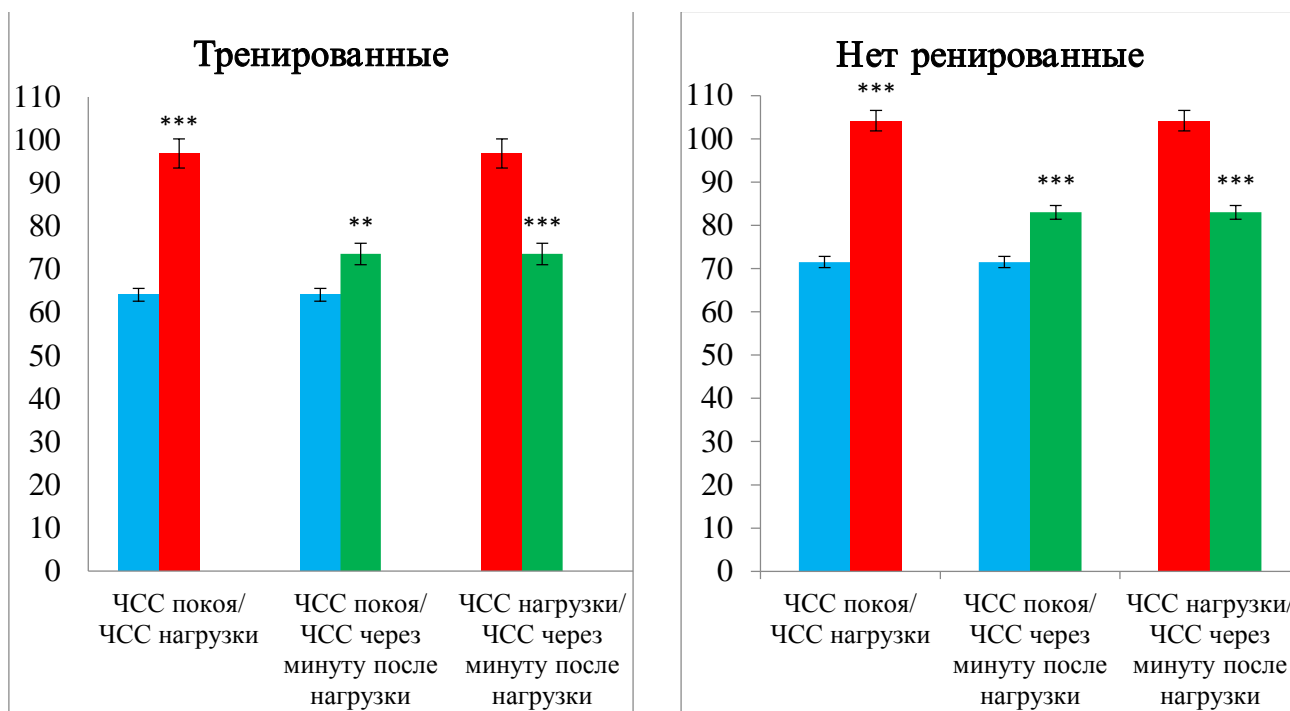 Тренированные
110
100
90
80
70
60
50
40
30
20
10
0
***
**
***
ЧСС покоя/
ЧСС нагрузки
ЧСС покоя/
ЧСС через
минуту после
нагрузки
ЧСС нагрузки/
ЧСС через
минуту после
нагрузки
Нет ренированные
110
100
90
80
70
60
50
40
30
20
10
0
***
***
***
ЧСС покоя/
ЧСС нагрузки
ЧСС покоя/
ЧСС через
минуту после
нагрузки
ЧСС нагрузки/
ЧСС через
минуту после
нагрузки